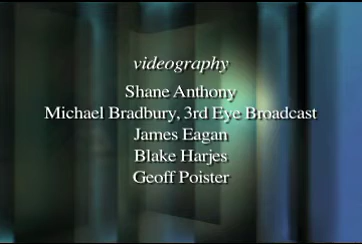 videography
Shane Anthony
Michael Bradbury, 3rd Eye Broadcast
James Eagan
Blake Harjes
Geoff Poister